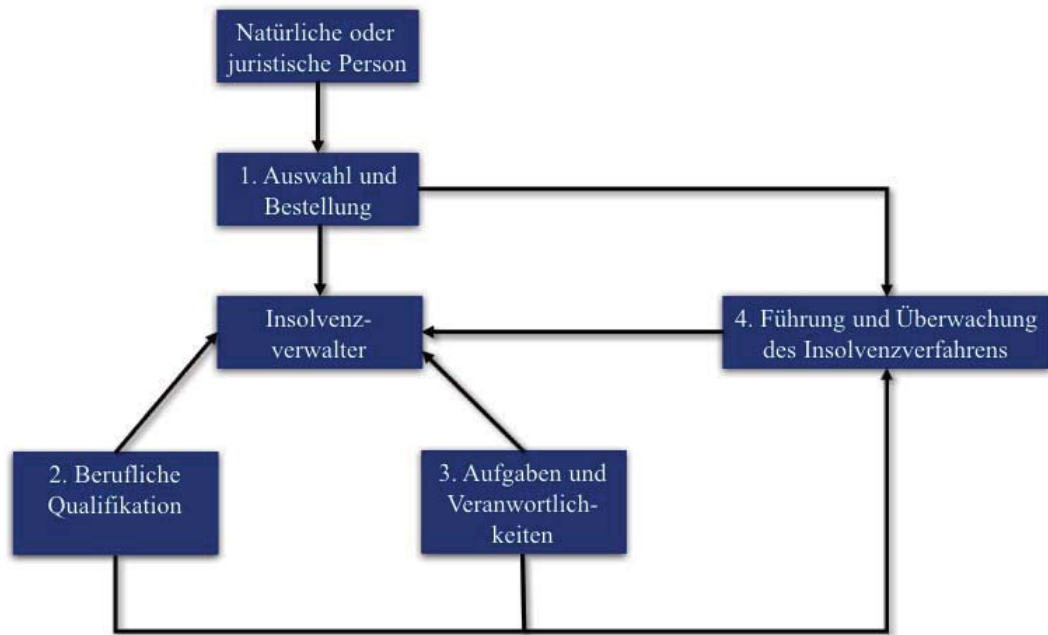 Natürliche oder
juristische Person
1. Auswahl und
Bestellung
Insolvenz-
verwalter
4. Führung und Überwachung
des Insolvenzverfahrens
2. Berufliche
Qualifikation
3. Aufgaben und
Veranwortlich-
keiten